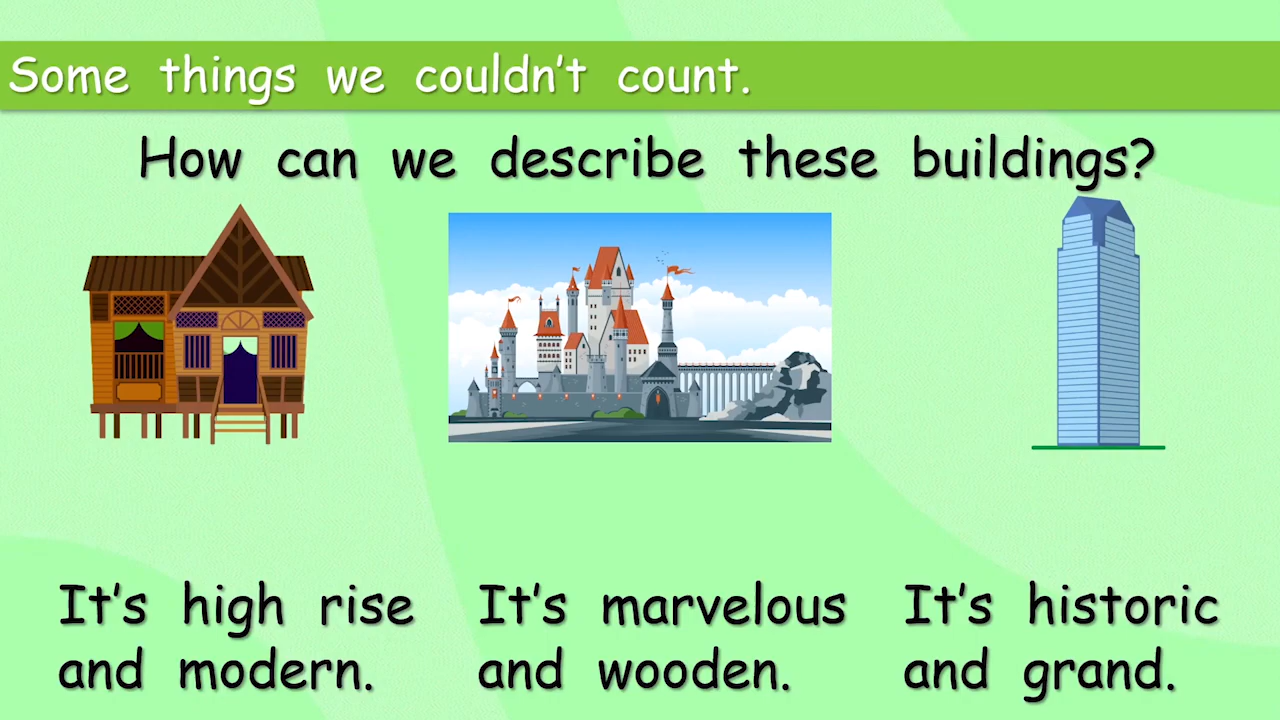 Some things we couldn't count.
How can we describe these buildings?
It's high rise
and modern.
It's marvelous
and wooden.
It's historic
and grand.